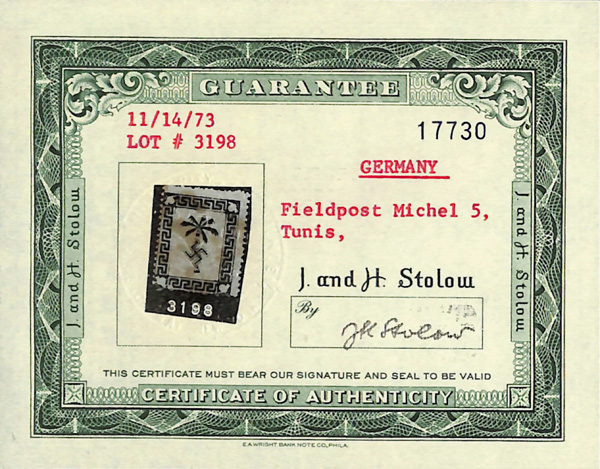 GUARANTEE
11/14/73
LOT # 3198
17730
GERMANY
Fieldpost Michel 5,
Tunis,
3198
J. and H. Stolow
J. and H. Stolow
J. and H. Stolow
By
JH Stolow
THIS CERTIFICATE MUST BEAR OUR SIGNATURE AND SEAL TO BE VALID
CERTIFICATE OF AUTHENTICITY
E.A.WRIGHT BANK NOTE CO., PHILA.